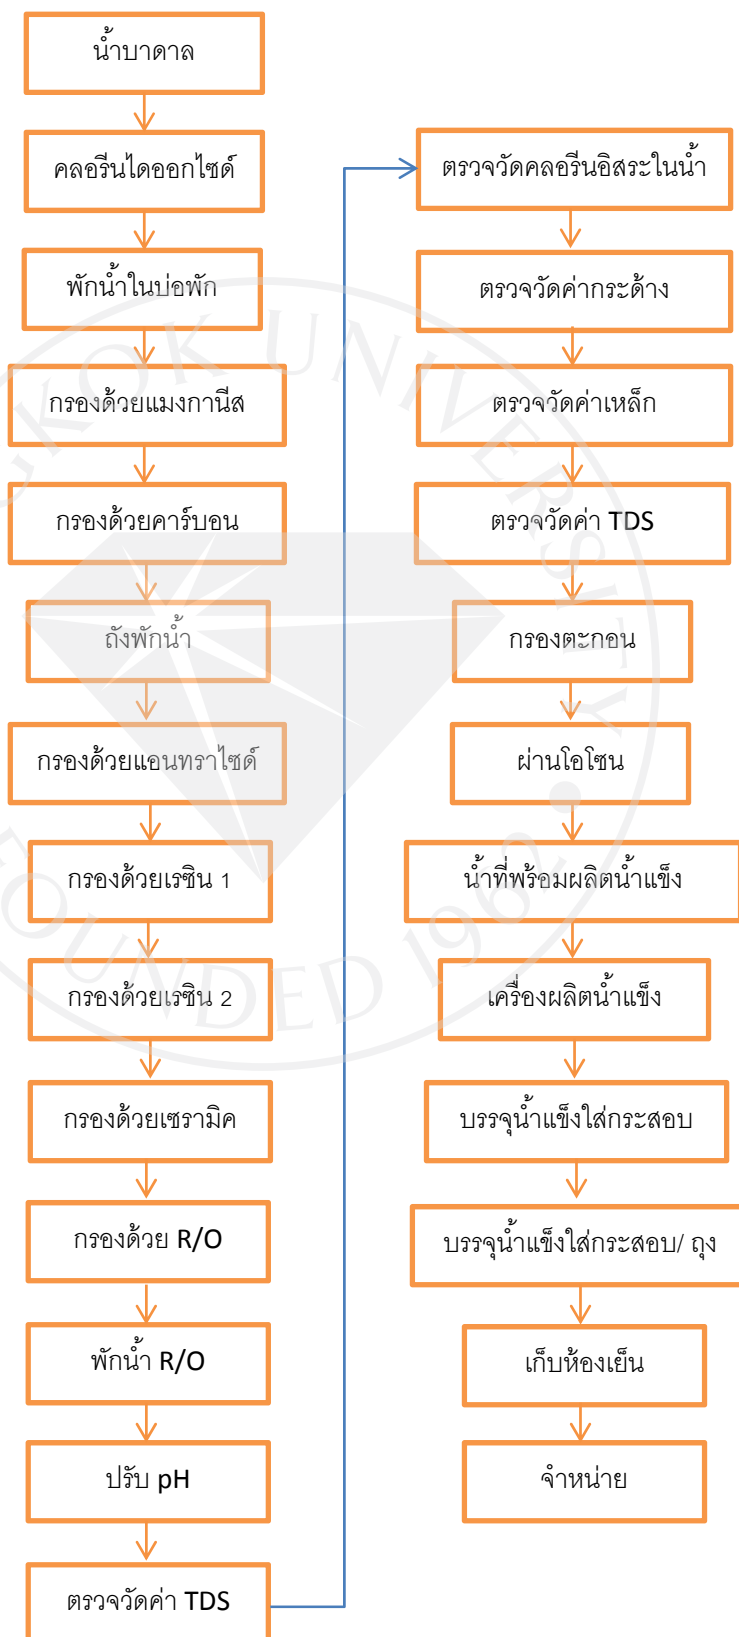 น้ำบาดาล
คลอรีนไดออกไซด์
พักน้ำในบ่อพัก
กรองด้วยแมงกานีส
กรองด้วยคาร์บอน
ถังพักน้ำ
กรองด้วยแอนทราไซด์
กรองด้วยเรซิน 1
กรองด้วยเรซิน 2
กรองด้วยเซรามิค
กรองด้วย R/O
พักน้ำ R/O
ปรับ pH
ตรวจวัดค่า TDS
ตรวจวัดคลอรีนอิสระในน้ำ
ตรวจวัดค่ากระด้าง
ตรวจวัดค่าเหล็ก
ตรวจวัดค่า TDS
กรองตะกอน
ผ่านโอโซน
น้ำที่พร้อมผลิตน้ำแข็ง
เครื่องผลิตน้ำแข็ง
บรรจุน้ำแข็งใส่กระสอบ
บรรจุน้ำแข็งใส่กระสอบ/ ถุง
เก็บห้องเย็น
จำหน่าย
GKOK UNIVERSITY
FOUNDED 1962